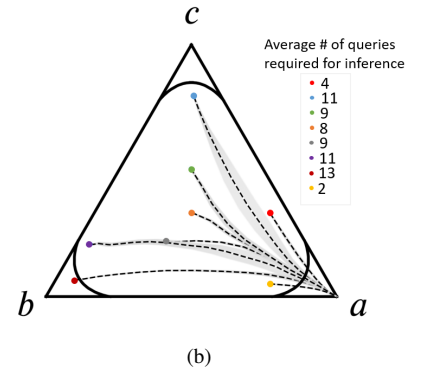 c
Average # of queries
required for inference
4
11
9
8
9
11
13
2
b
a
(b)